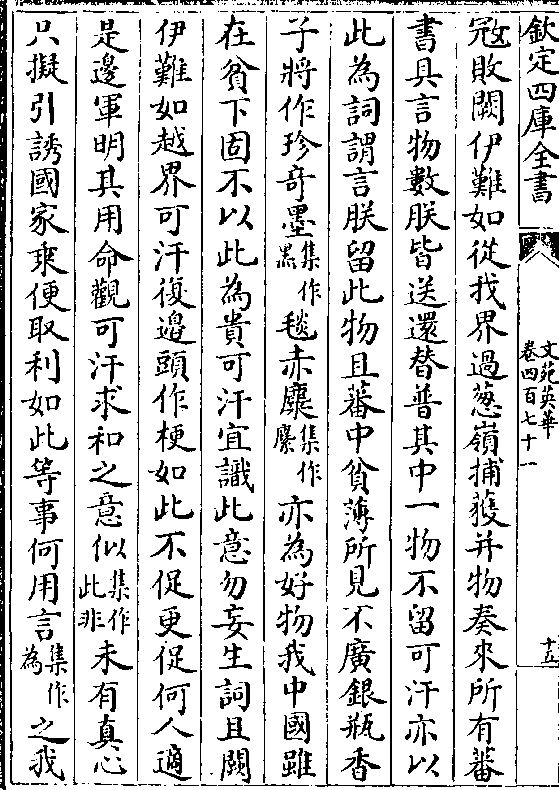 欽定四庫全書
文苑英華
卷四百七十一
十五
冦敗闕伊難如從找界過葱嶺捕獲并物奏來所有蕃
書具言物數朕皆送還替普其中一物不留可汗亦以
此為詞謂言朕留此物且蕃中貧薄所見不廣銀瓶香
子將作珍奇墨集作黑毯赤麖集作麇亦為好物我中國雖
在貧下固不以此為貴可汗宜識此意勿妄生詞且闕
伊難如越界可汗復邉頭作梗如此不促更促何人適
是邊軍明其用命觀可汗求和之意似集作此非未有真心
只擬引誘國家乘便取利如此等事何用言集作為之我